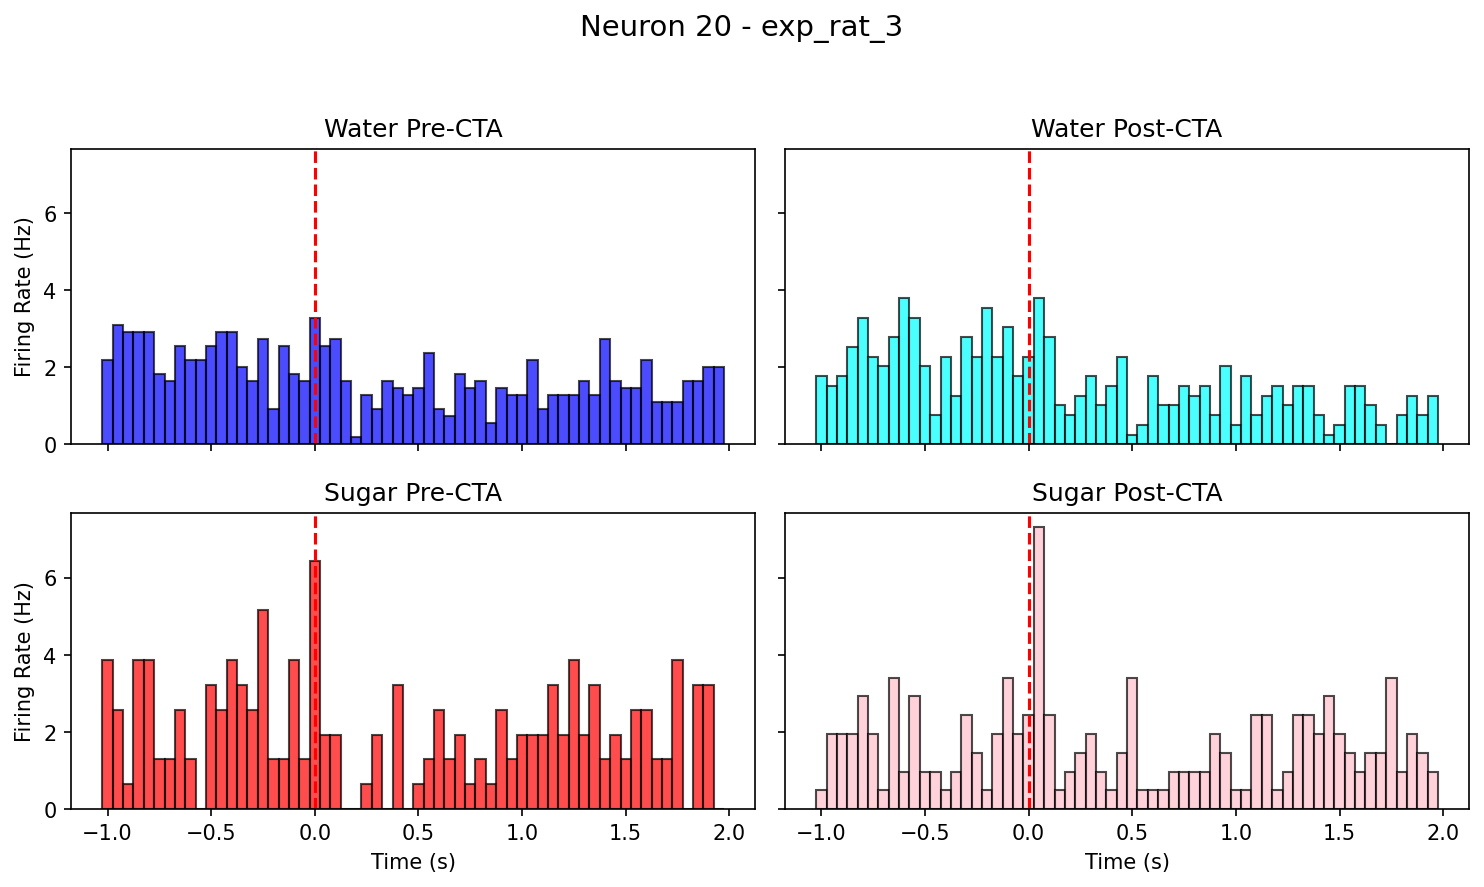 Neuron 20 - exp_rat_3
Water Pre-CTA
Water Post-CTA
Firing Rate (Hz)
6
4
2
0
Sugar Pre-CTA
Sugar Post-CTA
Firing Rate (Hz)
6
4
2
0
−1.0 −0.5 0.0 0.5 1.0 1.5 2.0
−1.0 −0.5 0.0 0.5 1.0 1.5 2.0
Time (s)
Time (s)